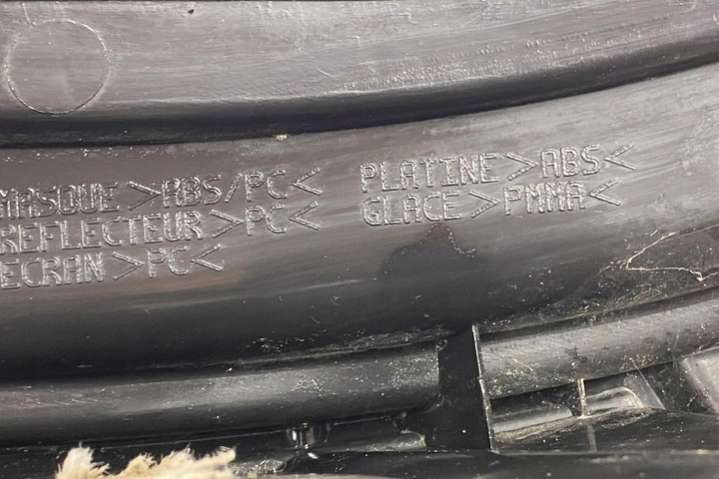 MASQUE >ABS/PC<
REFLECTEUR >PC<
ECRAN >PC<
PLATINE >ABS<
GLACE >PMMA<